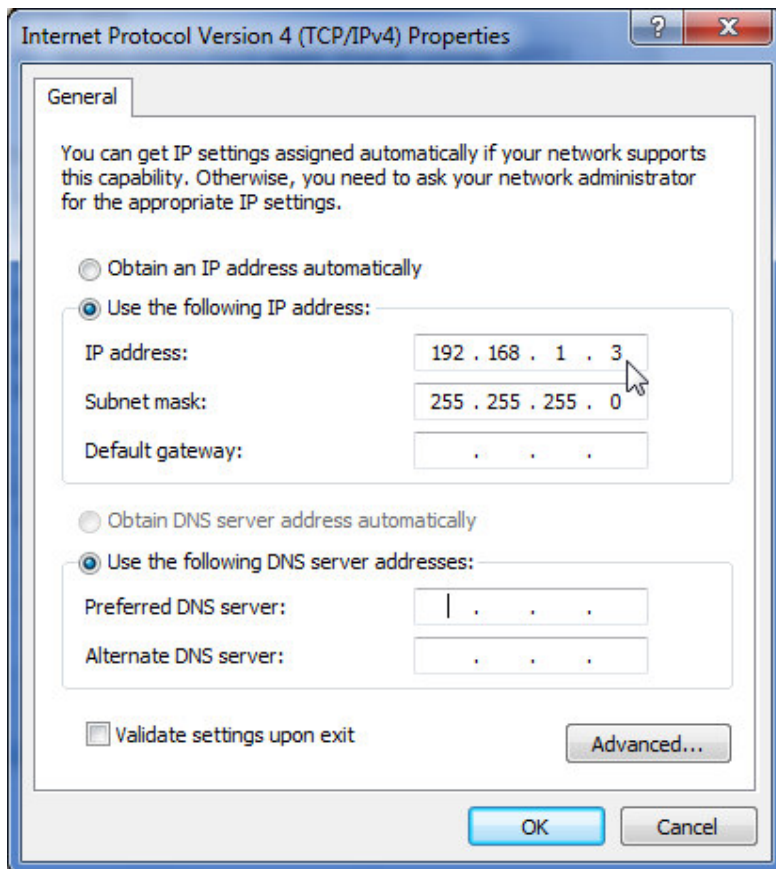 Internet Protocol Version 4 (TCP/IPv4) Properties
General
You can get IP settings assigned automatically if your network supports
this capability. Otherwise, you need to ask your network administrator
for the appropriate IP settings.
Obtain an IP address automatically
Use the following IP address:
IP address: 192 . 168 . 1 . 3
Subnet mask: 255 . 255 . 255 . 0
Default gateway: . . .
Obtain DNS server address automatically
Use the following DNS server addresses:
Preferred DNS server: . . .
Alternate DNS server: . . .
Validate settings upon exit
Advanced...
OK Cancel